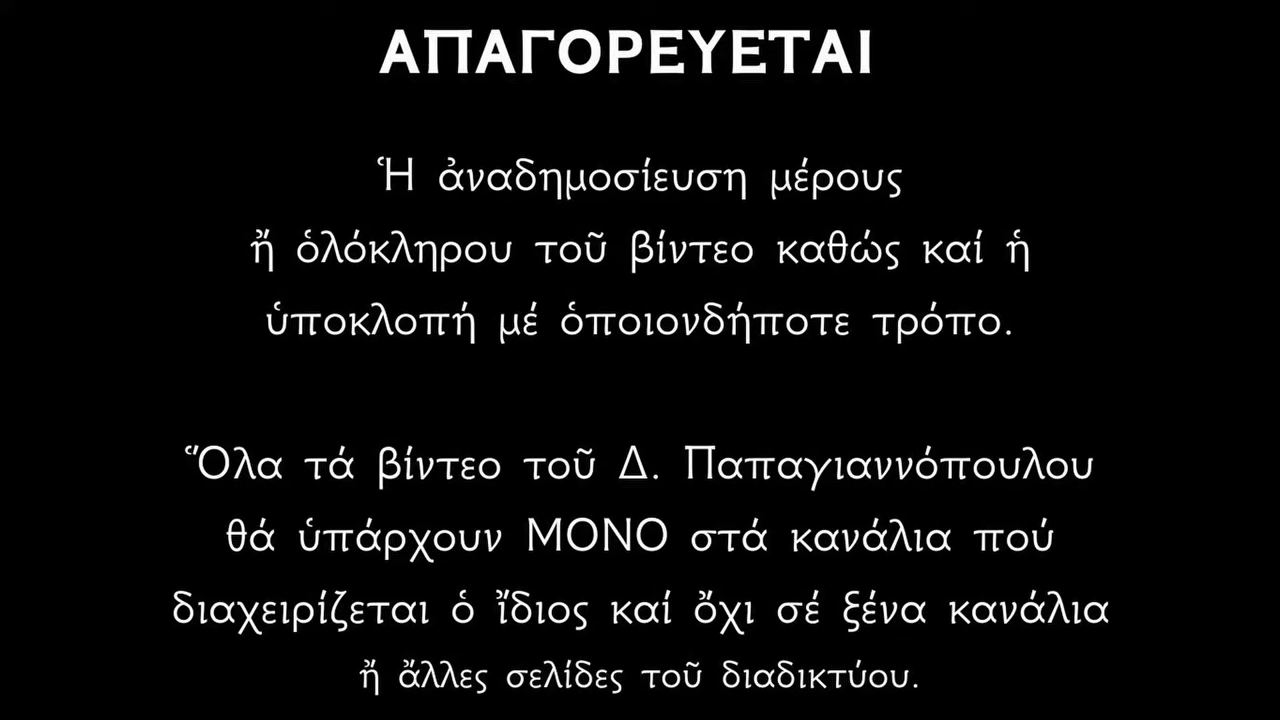 ΑΠΑΓΟΡΕΥΕΤΑΙ
Ἡ ἀναδημοσίευση μέρους
ἤ ὁλόκληρου τοῦ βίντεο καθώς καί ἡ
ὑποκλοπή μέ ὁποιονδήποτε τρόπο.
Ὅλα τά βίντεο τοῦ Δ. Παπαγιαννόπουλου
θά ὑπάρχουν ΜΟΝΟ στά κανάλια πού
διαχειρίζεται ὁ ἴδιος καί ὄχι σέ ξένα κανάλια
ἤ ἄλλες σελίδες τοῦ διαδικτύου.